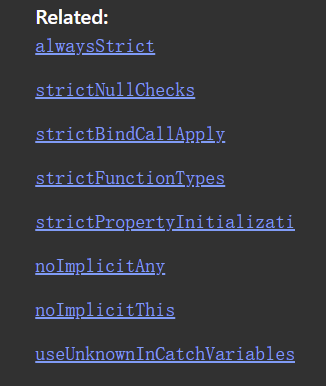 Related:
alwaysStrict
strictNullChecks
strictBindCallApply
strictFunctionTypes
strictPropertyInitializati
noImplicitAny
noImplicitThis
useUnknownInCatchVariables